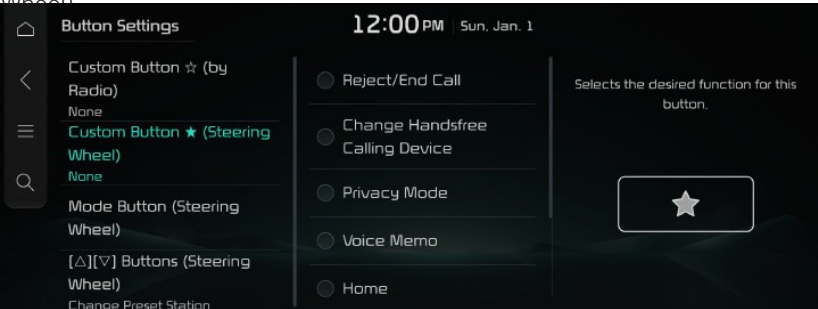 Button Settings
12:00 PM
Sun, Jan. 1
Custom Button ☆ (by
Radio)
None
Custom Button ★ (Steering
Wheel)
None
Mode Button (Steering
Wheel)
[△][▽] Buttons (Steering
Wheel)
Change Preset Station
Reject/End Call
Change Handsfree
Calling Device
Privacy Mode
Voice Memo
Home
Selects the desired function for this
button.